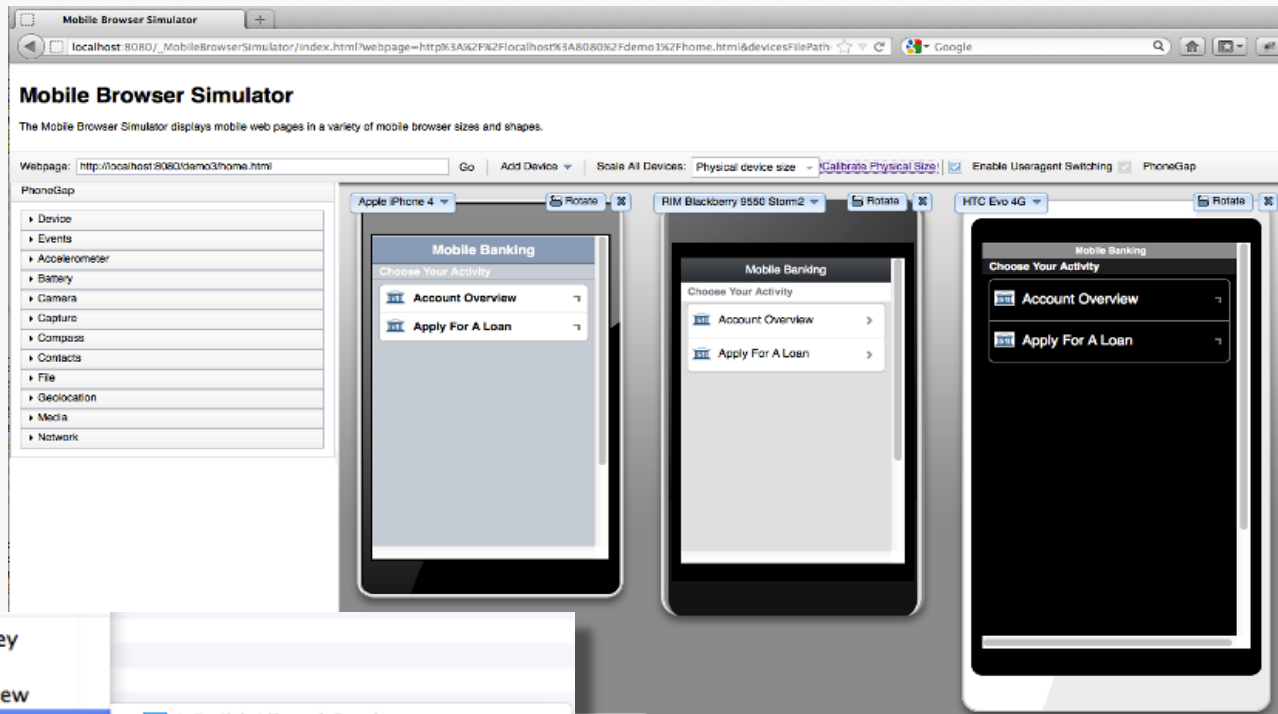 Mobile Browser Simulator
localhost:8080/_MobileBrowserSimulator/index.html?webpage=http%3A%2F%2Flocalhost%3A8080%2Fdemo1%2Fhome.html&devicesFilePath
Google
Mobile Browser Simulator
The Mobile Browser Simulator displays mobile web pages in a variety of mobile browser sizes and shapes.
Webpage: http://localhost:8080/demo3/home.html Go Add Device Scale All Devices: Physical device size Calibrate Physical Size Enable Useragent Switching PhoneGap
PhoneGap
Device
Events
Accelerometer
Battery
Camera
Capture
Compass
Contacts
File
Geolocation
Media
Network
Apple iPhone 4 Rotate
Mobile Banking
Choose Your Activity
Account Overview
Apply For A Loan
RIM Blackberry 9550 Storm2 Rotate
Mobile Banking
Choose Your Activity
Account Overview
Apply For A Loan
HTC Evo 4G Rotate
Mobile Banking
Choose Your Activity
Account Overview
Apply For A Loan
ey
ew